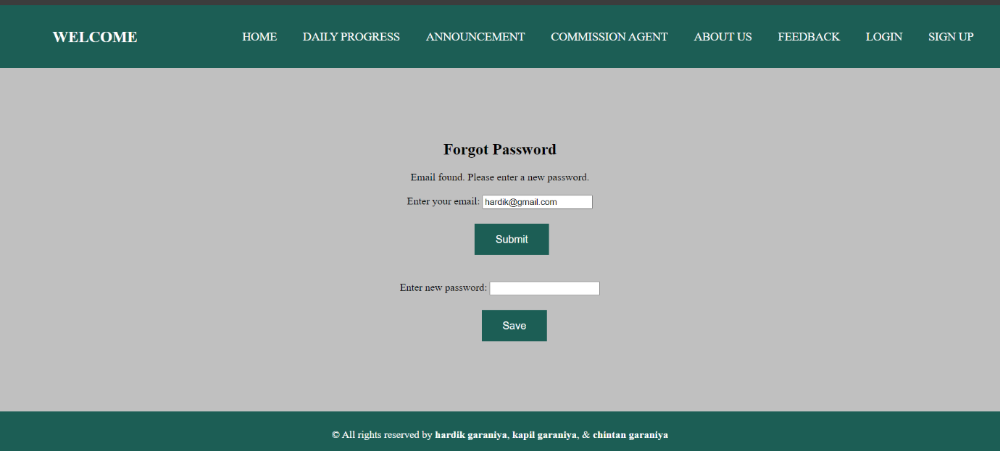 WELCOME HOME DAILY PROGRESS ANNOUNCEMENT COMMISSION AGENT ABOUT US FEEDBACK LOGIN SIGN UP
Forgot Password
Email found. Please enter a new password.
Enter your email: hardik@gmail.com
Submit
Enter new password:
Save
© All rights reserved by hardik garaniya, kapil garaniya, & chintan garaniya